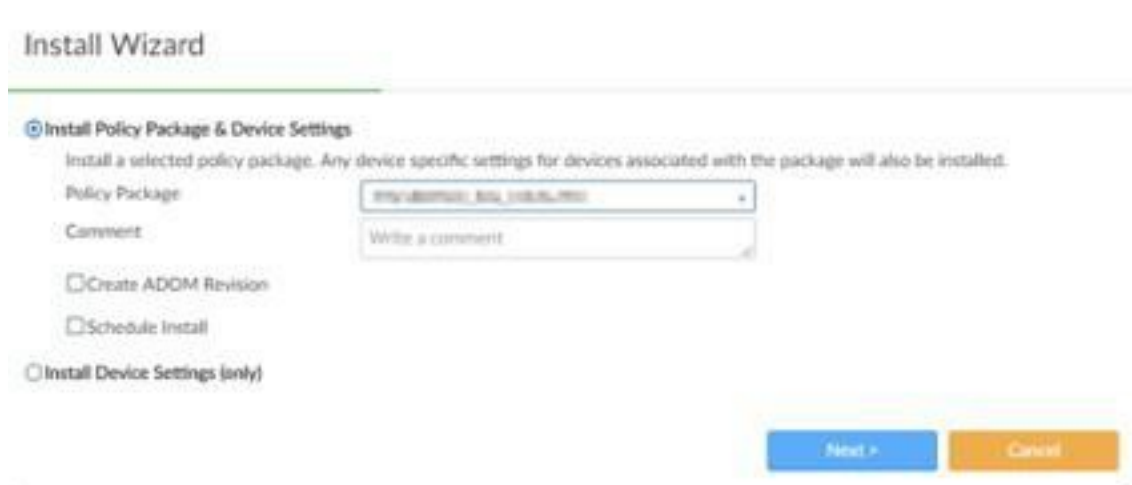 Install Wizard
Install Policy Package & Device Settings
Install a selected policy package. Any device specific settings for devices associated with the package will also be installed.
Policy Package
Comment
Write a comment
Create ADOM Revision
Schedule Install
Install Device Settings (only)
Next >
Cancel